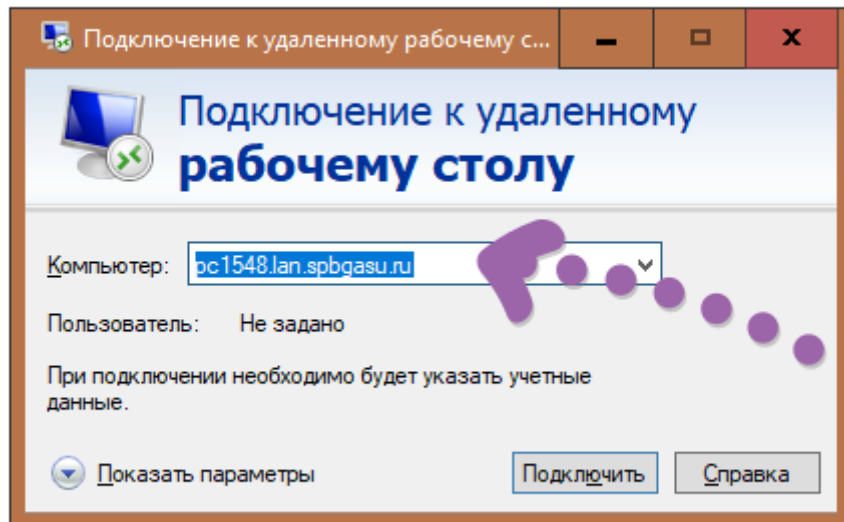 Подключение к удаленному рабочему с...
Подключение к удаленному
рабочему столу
Компьютер: pc1548.lan.spbgasu.ru
Пользователь: Не задано
При подключении необходимо будет указать учетные
данные.
Показать параметры Подключить Справка